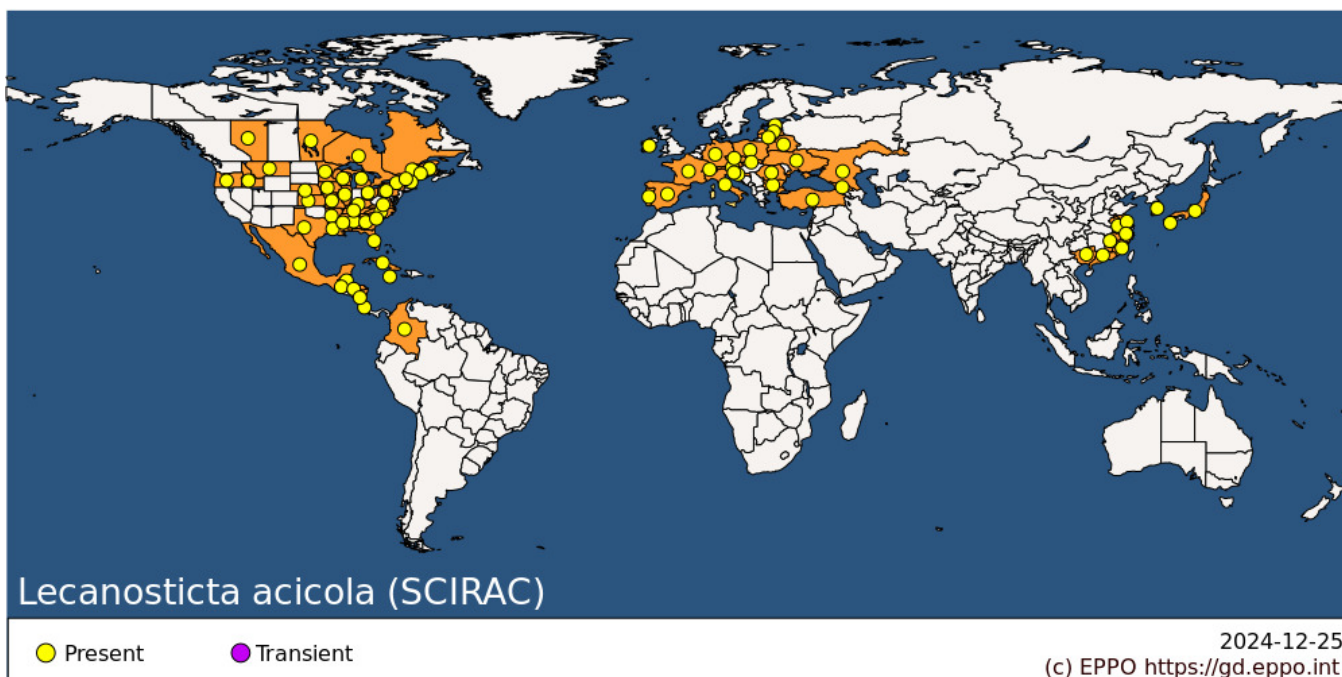 Lecanosticta acicola (SCIRAC)
Present
Transient
2024-12-25
(c) EPPO https://gd.eppo.int